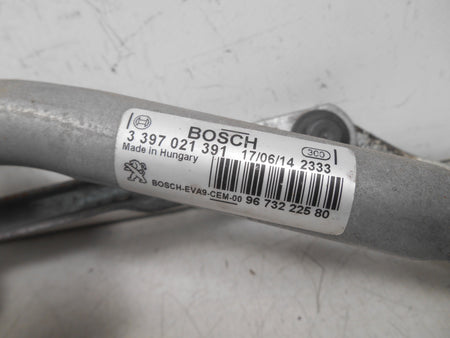 BOSCH
3 397 021 391 17/06/14 2333
Made in Hungary
BOSCH-EVA9-CEM-00 96 732 225 80